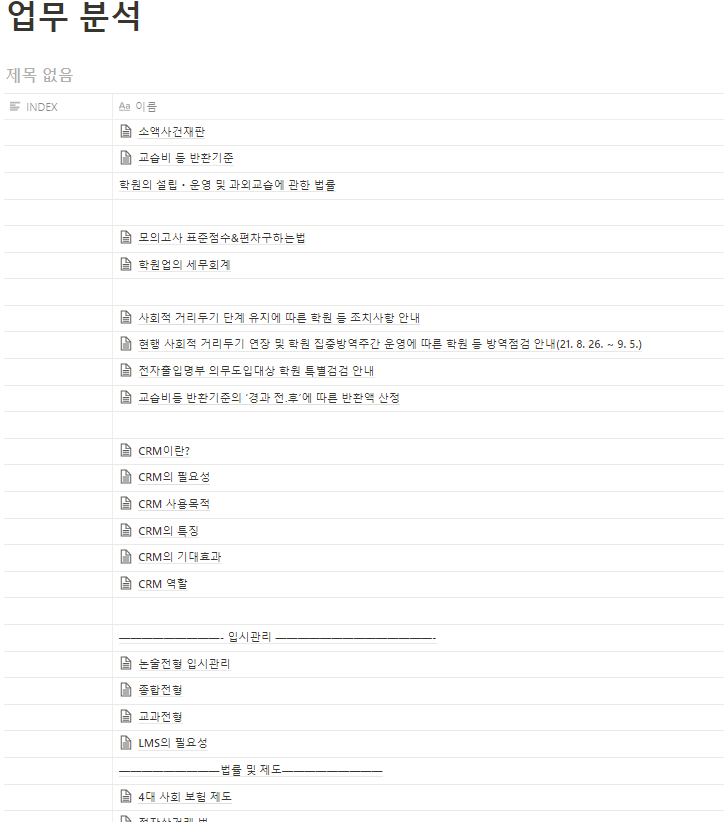 업무 분석
제목 없음
INDEX
Aa 이름
소액사건재판
교습비 등 반환기준
학원의 설립·운영 및 과외교습에 관한 법률
모의고사 표준점수&편차구하는법
학원업의 세무회계
사회적 거리두기 단계 유지에 따른 학원 등 조치사항 안내
현행 사회적 거리두기 연장 및 학원 집중방역주간 운영에 따른 학원 등 방역점검 안내(21. 8. 26. ~ 9. 5.)
전자출입명부 의무도입대상 학원 특별점검 안내
교습비등 반환기준의 '경과 전.후'에 따른 반환액 산정
CRM이란?
CRM의 필요성
CRM 사용목적
CRM의 특징
CRM의 기대효과
CRM 역할
—————————- 입시관리 ——————————————-
논술전형 입시관리
종합전형
교과전형
LMS의 필요성
—————————법률 및 제도—————————
4대 사회 보험 제도